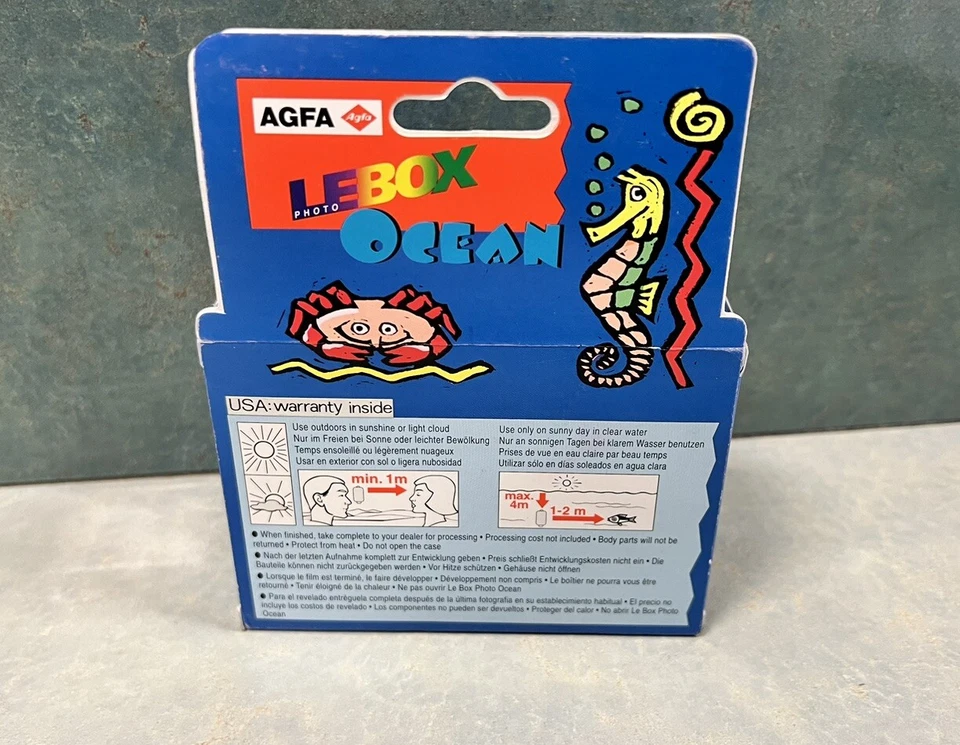 AGFA Agfa
LEBOX
PHOTO
OCEAN
USA: warranty inside
Use outdoors in sunshine or light cloud
Nur im Freien bei Sonne oder leichter Bewölkung
Temps ensoleillé ou légèrement nuageux
Usar en exterior con sol o ligera nubosidad
min. 1m
Use only on sunny day in clear water
Nur an sonnigen Tagen bei klarem Wasser benutzen
Prises de vue en eau claire par beau temps
Utilizar sólo en días soleados en agua clara
max.
4m
1-2 m
• When finished, take complete to your dealer for processing • Processing cost not included • Body parts will not be
returned • Protect from heat • Do not open the case
• Nach der letzten Aufnahme komplett zur Entwicklung geben • Preis schließt Entwicklungskosten nicht ein • Die
Bauteile können nicht zurückgegeben werden • Vor Hitze schützen • Gehäuse nicht öffnen
• Lorsque le film est terminé, le faire développer • Développement non compris • Le boîtier ne pourra vous être
retourné • Tenir éloigné de la chaleur • Ne pas ouvrir Le Box Photo Ocean
• Para el revelado entréguela completa después de la última fotografia en su establecimiento habitual • El precio no
incluye los costos de revelado • Los componentes no pueden ser devueltos • Proteger del calor • No abrir Le Box Photo
Ocean